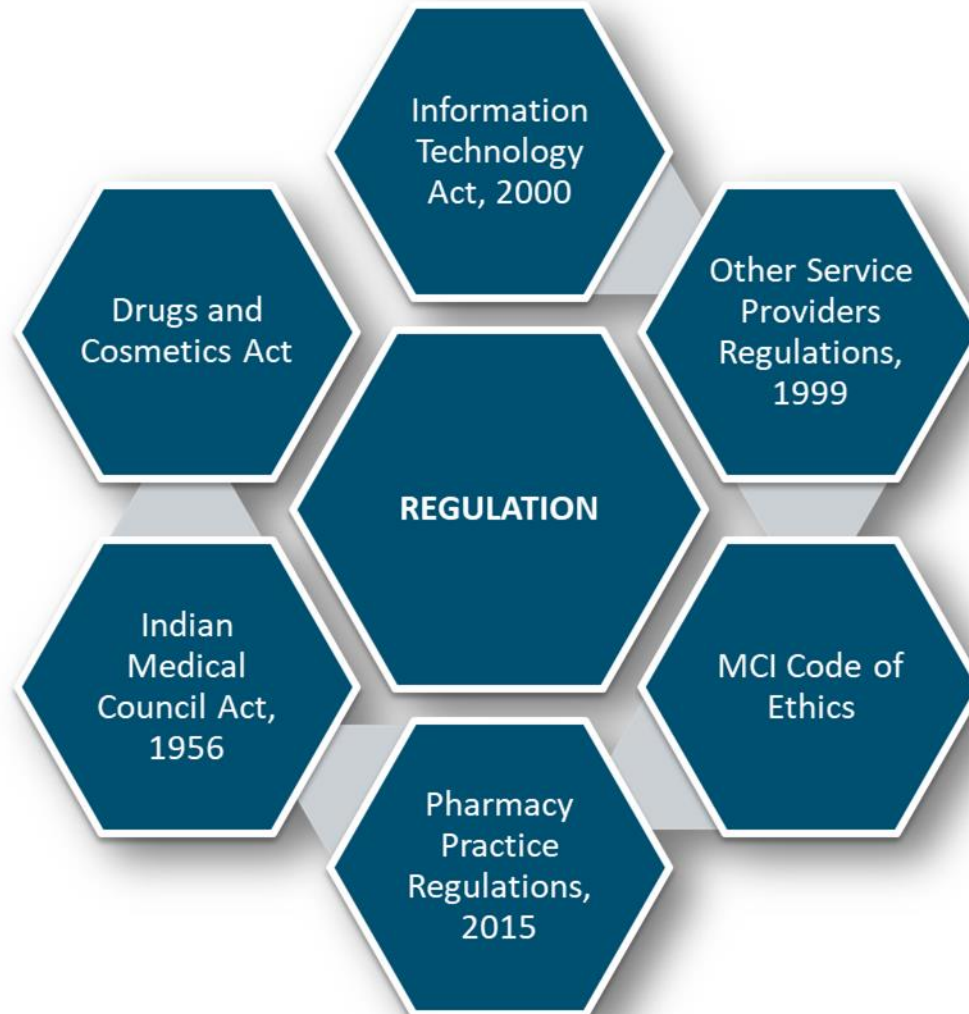 Information
Technology
Act, 2000
Other Service
Providers
Regulations,
1999
Drugs and
Cosmetics Act
REGULATION
Indian
Medical
Council Act,
1956
MCI Code of
Ethics
Pharmacy
Practice
Regulations,
2015